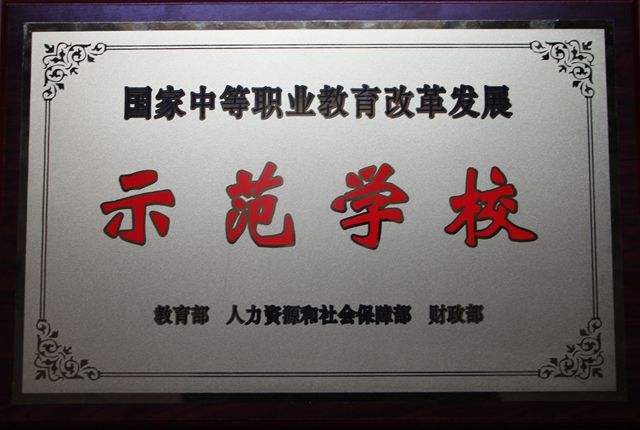 国家中等职业教育改革发展
示范学校
教育部 人力资源和社会保障部 财政部